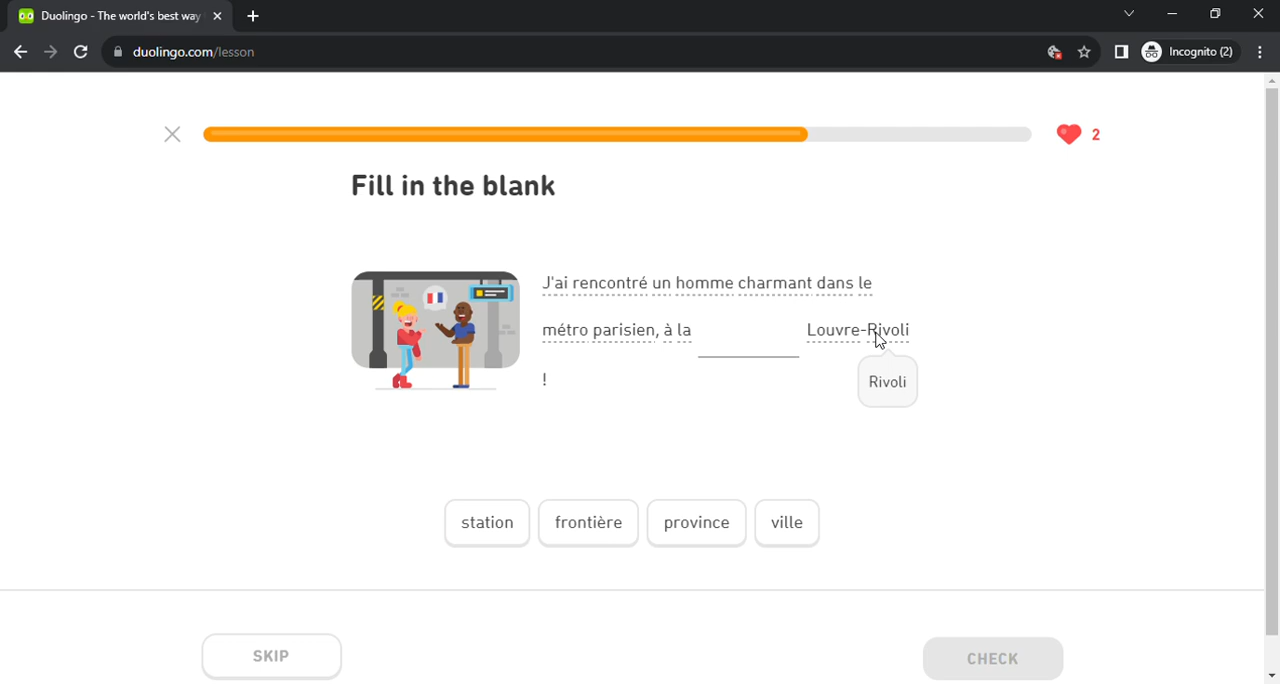 Duolingo - The world's best way
duolingo.com/lesson
Incognito (2)
2
Fill in the blank
J'ai rencontré un homme charmant dans le
métro parisien, à la Louvre-Rivoli
!
Rivoli
station frontière province ville
SKIP CHECK